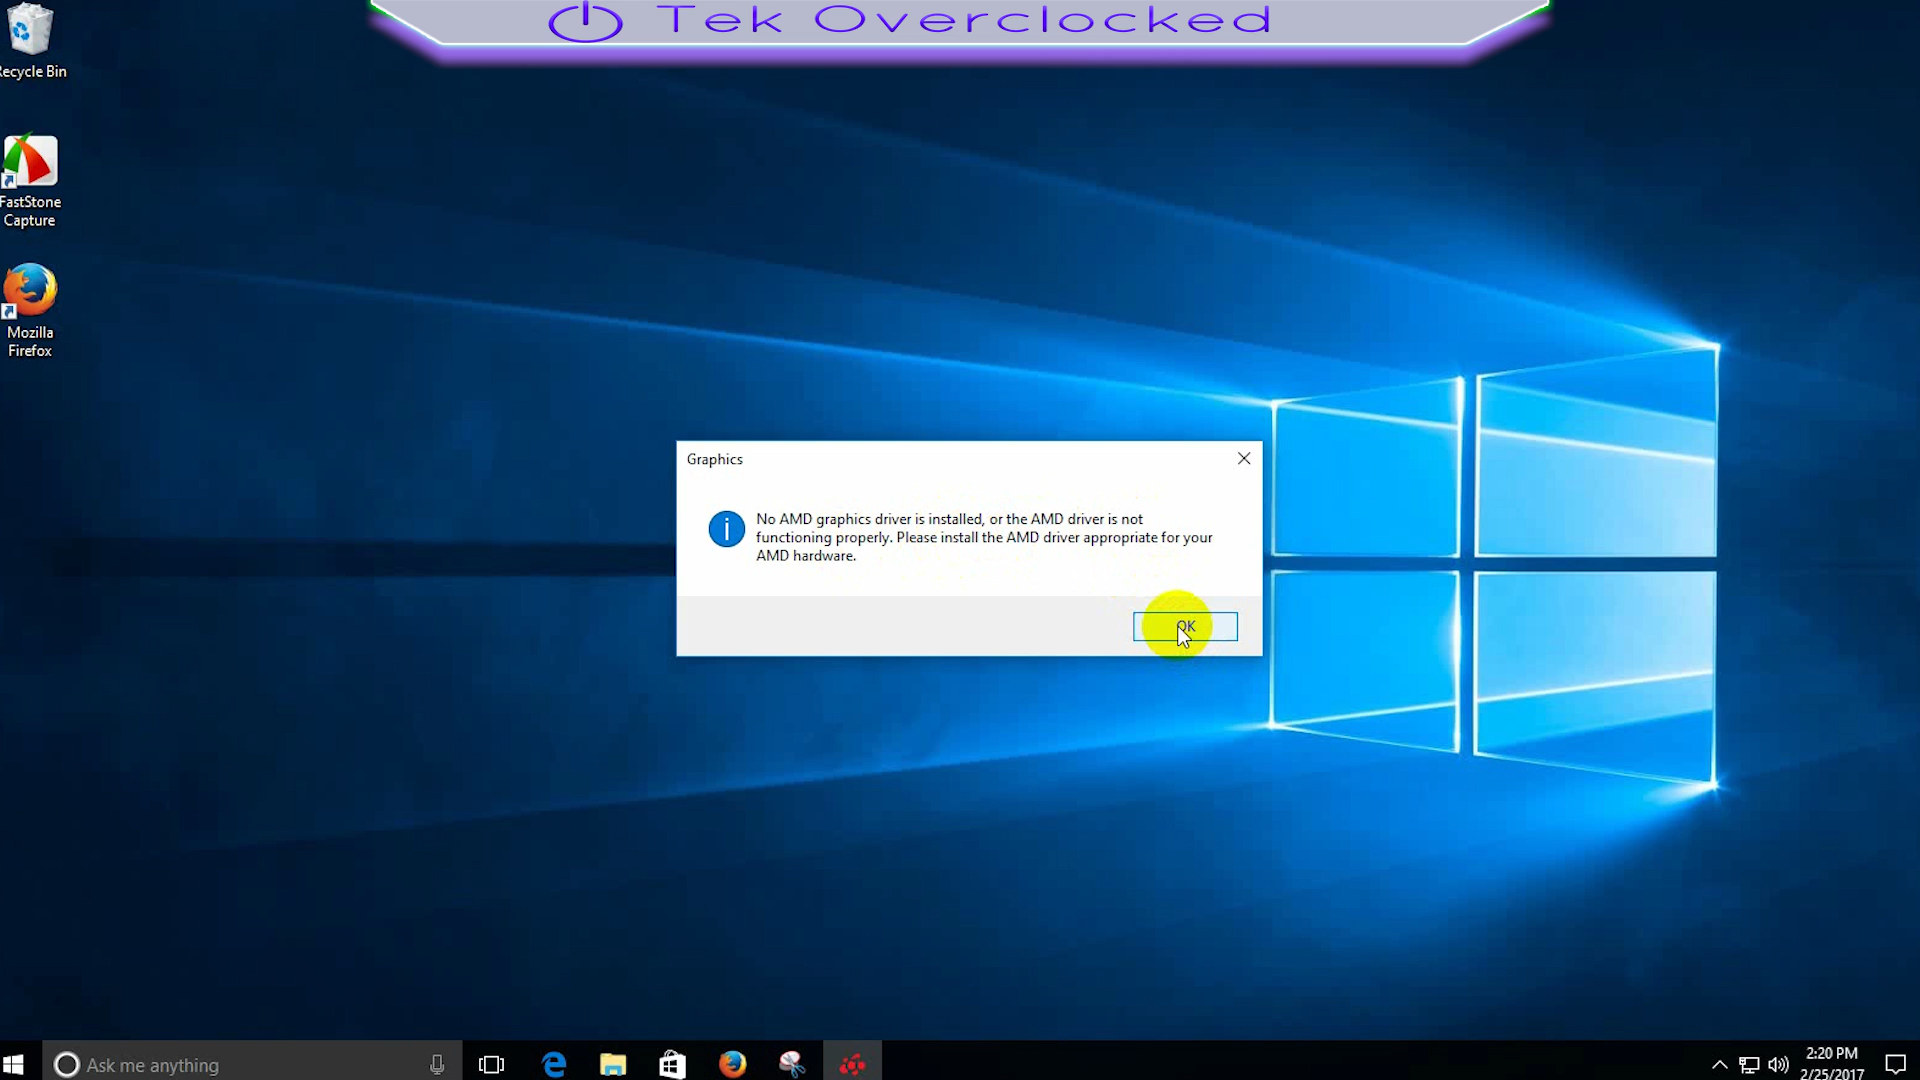 Tek Overclocked
Recycle Bin
FastStone
Capture
Mozilla
Firefox
Graphics
No AMD graphics driver is installed, or the AMD driver is not
functioning properly. Please install the AMD driver appropriate for your
AMD hardware.
OK
Ask me anything
2:20 PM
2/25/2017